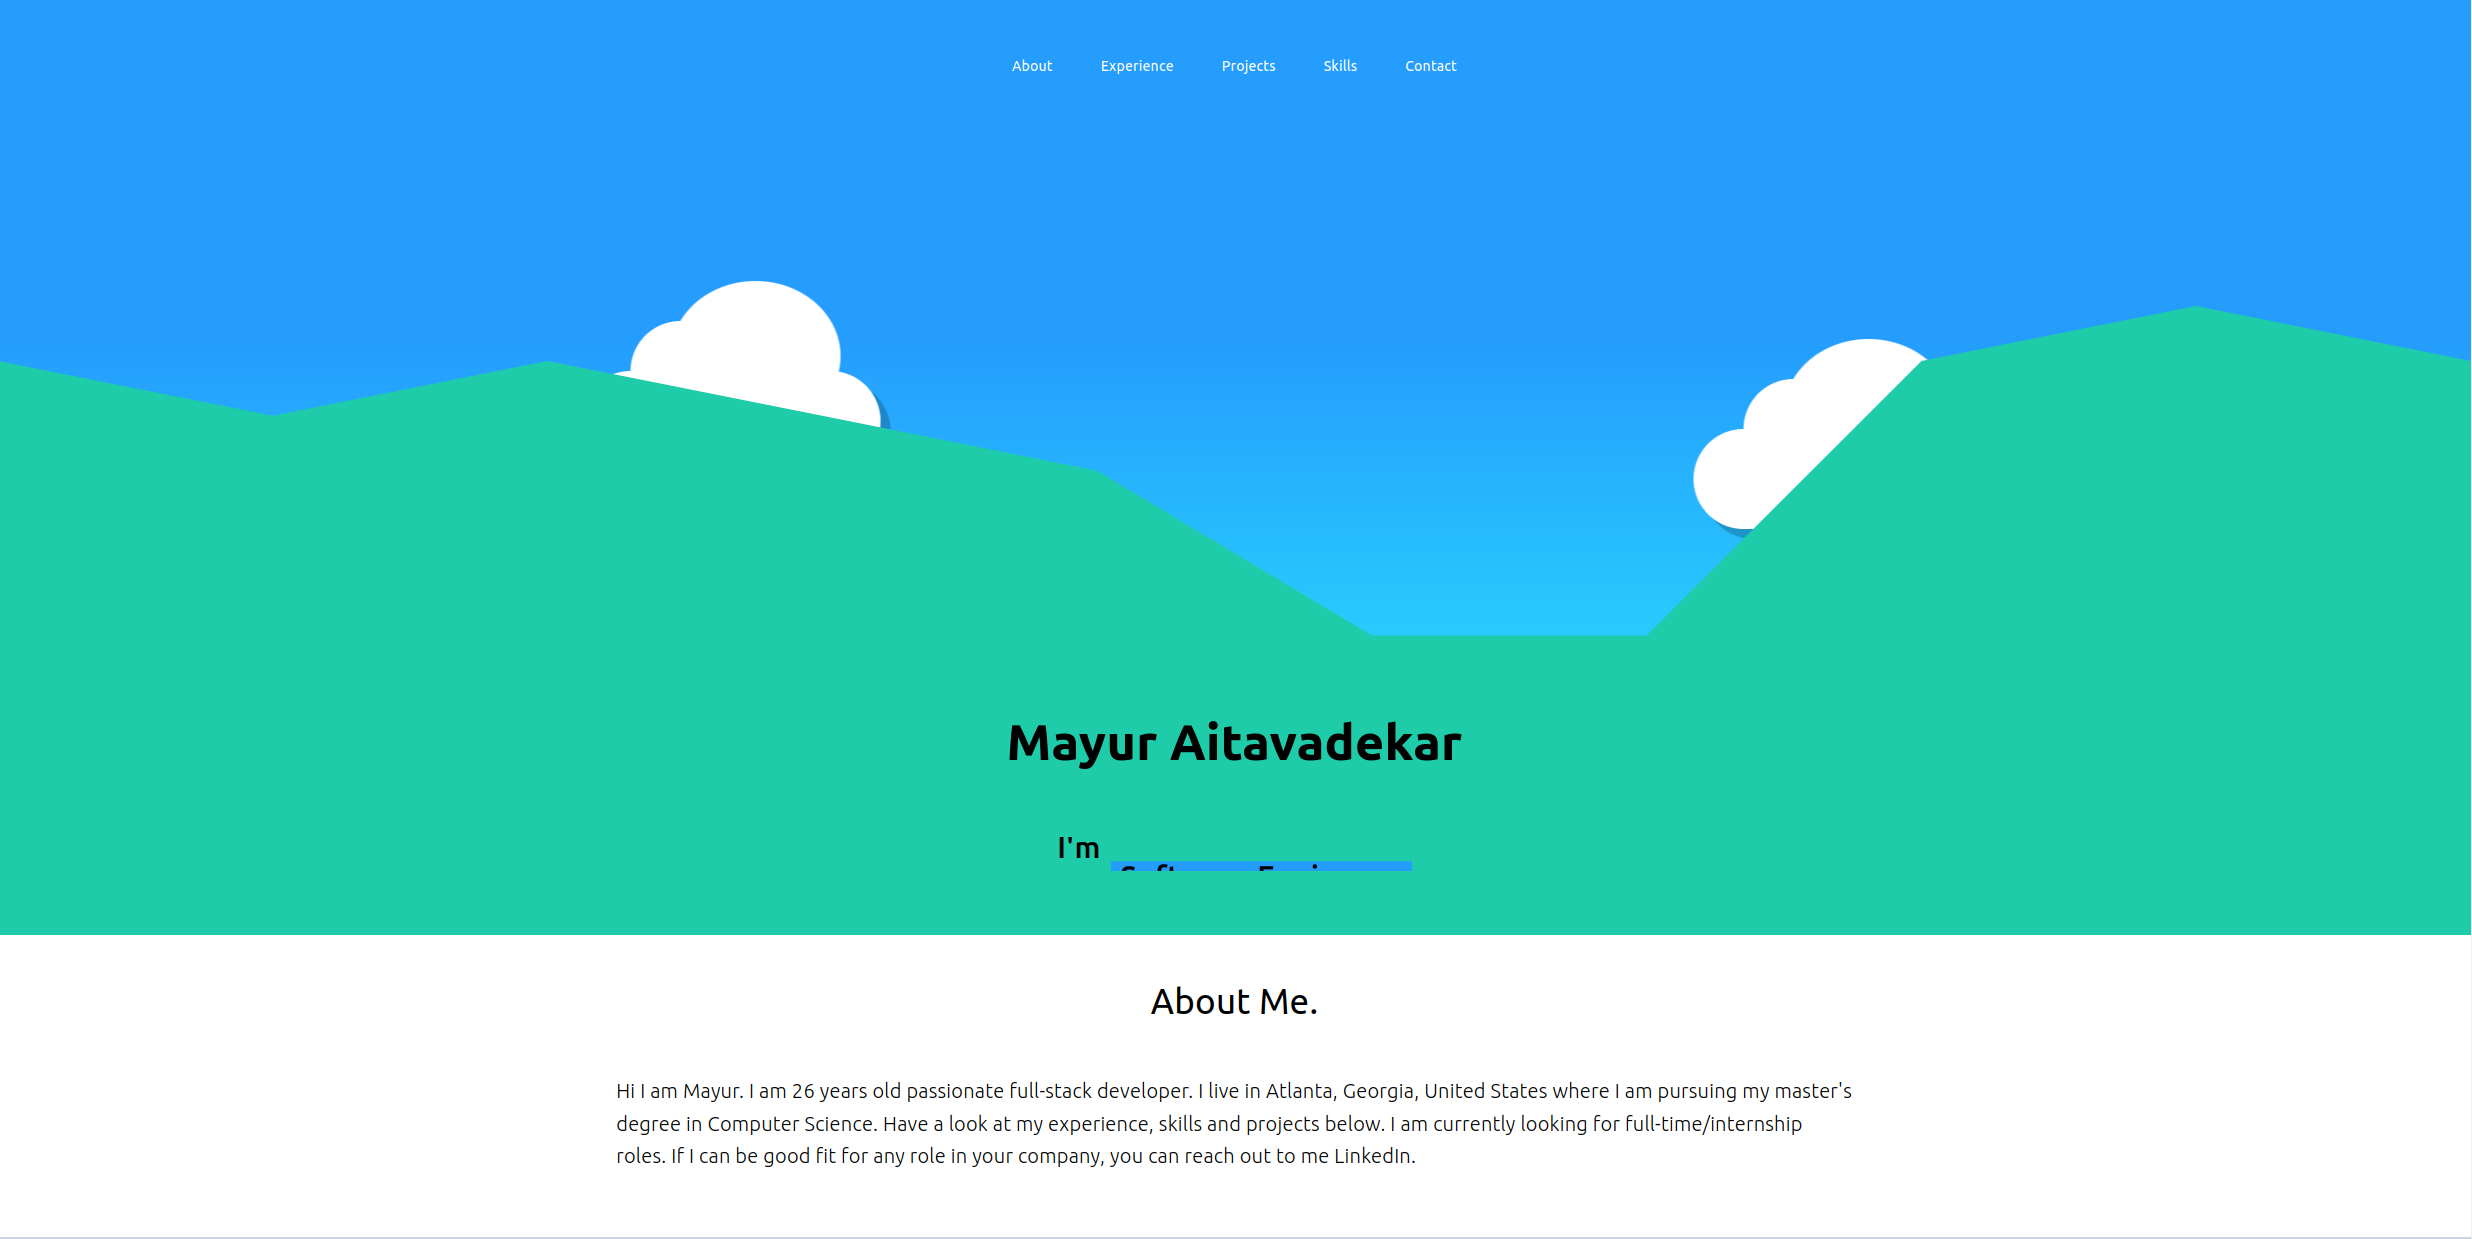 About Experience Projects Skills Contact
Mayur Aitavadekar
I'm
About Me.
Hi I am Mayur. I am 26 years old passionate full-stack developer. I live in Atlanta, Georgia, United States where I am pursuing my master's
degree in Computer Science. Have a look at my experience, skills and projects below. I am currently looking for full-time/internship
roles. If I can be good fit for any role in your company, you can reach out to me LinkedIn.